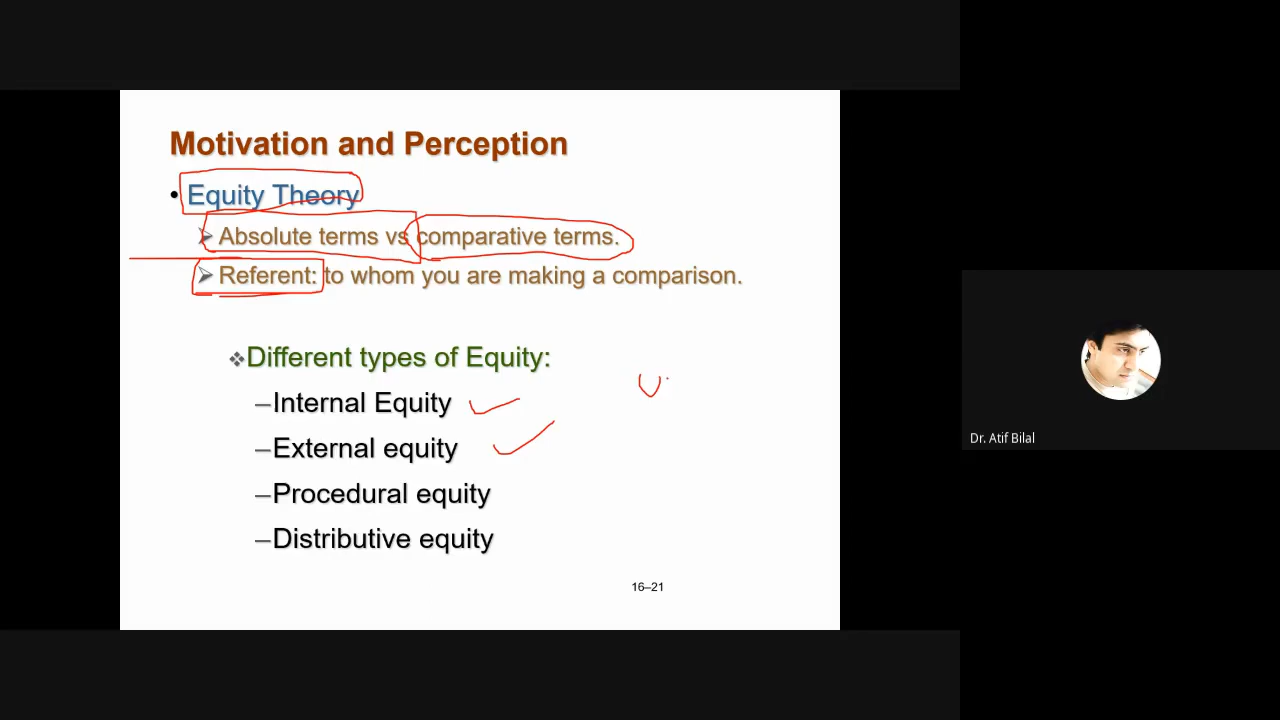 Motivation and Perception
• Equity Theory
➢ Absolute terms vs comparative terms.
➢ Referent: to whom you are making a comparison.
❖Different types of Equity:
–Internal Equity
–External equity
–Procedural equity
–Distributive equity
16–21
Dr. Atif Bilal